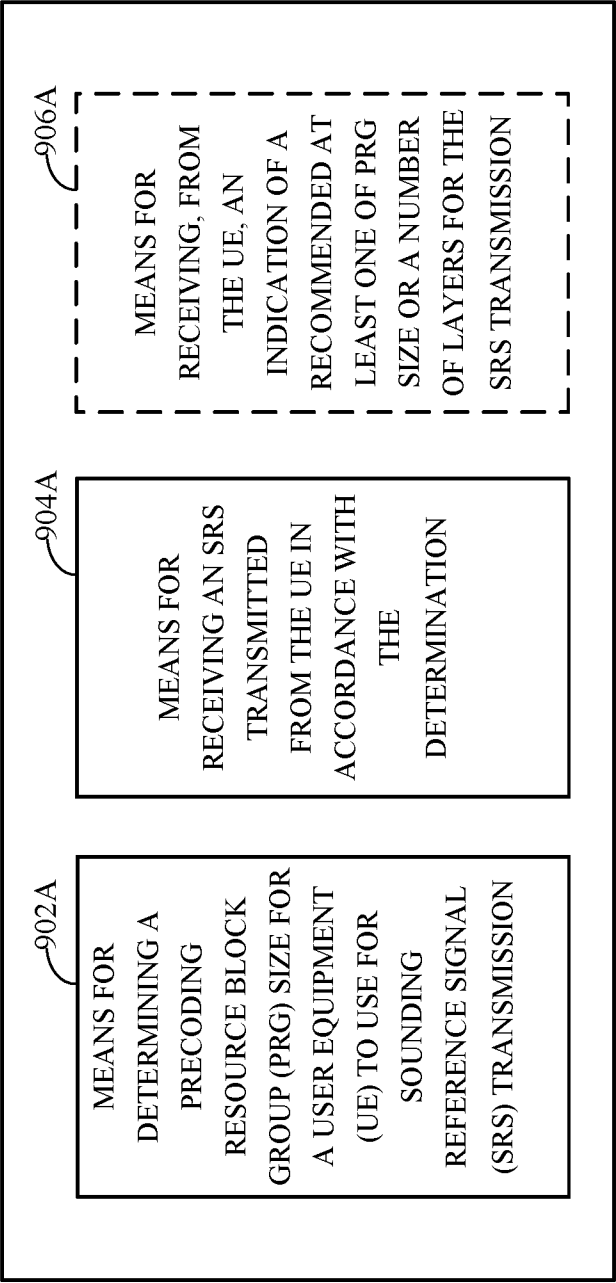 902A
MEANS FOR
DETERMINING A
PRECODING
RESOURCE BLOCK
GROUP (PRG) SIZE FOR
A USER EQUIPMENT
(UE) TO USE FOR
SOUNDING
REFERENCE SIGNAL
(SRS) TRANSMISSION
904A
MEANS FOR
RECEIVING AN SRS
TRANSMITTED
FROM THE UE IN
ACCORDANCE WITH
THE
DETERMINATION
906A
MEANS FOR
RECEIVING, FROM
THE UE, AN
INDICATION OF A
RECOMMENDED AT
LEAST ONE OF PRG
SIZE OR A NUMBER
OF LAYERS FOR THE
SRS TRANSMISSION